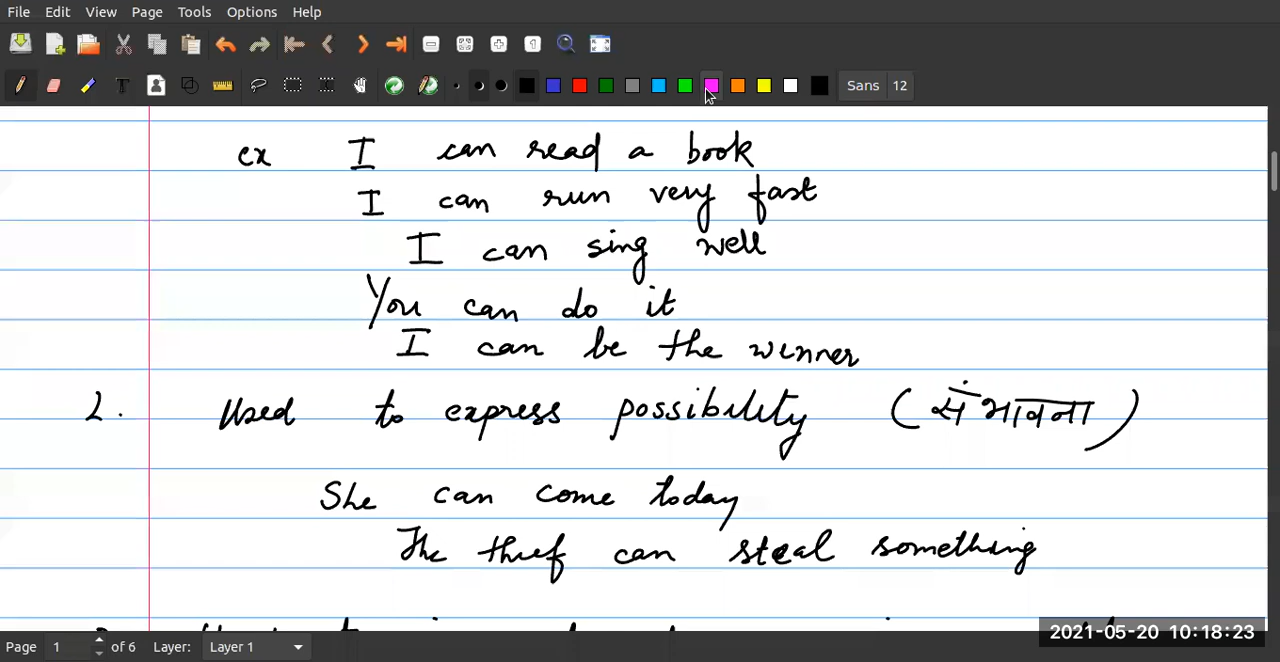 File Edit View Page Tools Options Help
Sans 12
ex I can read a book
I can run very fast
I can sing well
You can do it
I can be the winner
2. Used to express possibility (संभावना)
She can come today
The thief can steal something
Page 1 of 6 Layer: Layer 1
2021-05-20 10:18:23